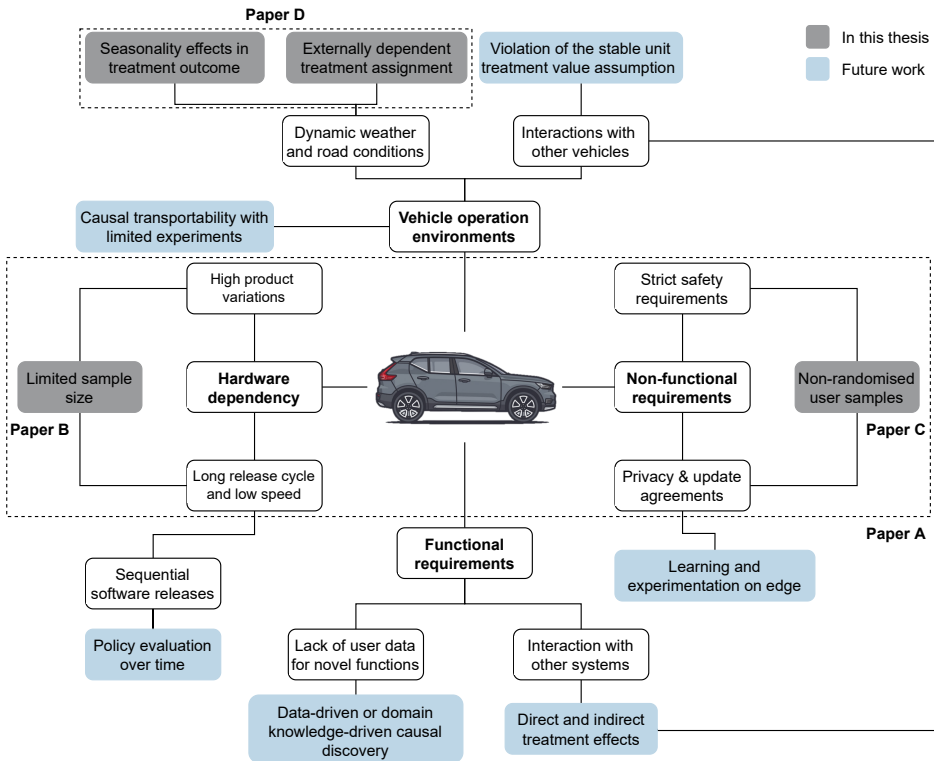 Paper D
Seasonality effects in
treatment outcome
Externally dependent
treatment assignment
Violation of the stable unit
treatment value assumption
In this thesis
Future work
Dynamic weather
and road conditions
Interactions with
other vehicles
Causal transportability with
limited experiments
Vehicle operation
environments
High product
variations
Strict safety
requirements
Limited sample
size
Hardware
dependency
Non-functional
requirements
Non-randomised
user samples
Paper B
Paper C
Long release cycle
and low speed
Privacy & update
agreements
Paper A
Functional
requirements
Sequential
software releases
Learning and
experimentation on edge
Policy evaluation
over time
Lack of user data
for novel functions
Interaction with
other systems
Data-driven or domain
knowledge-driven causal
discovery
Direct and indirect
treatment effects